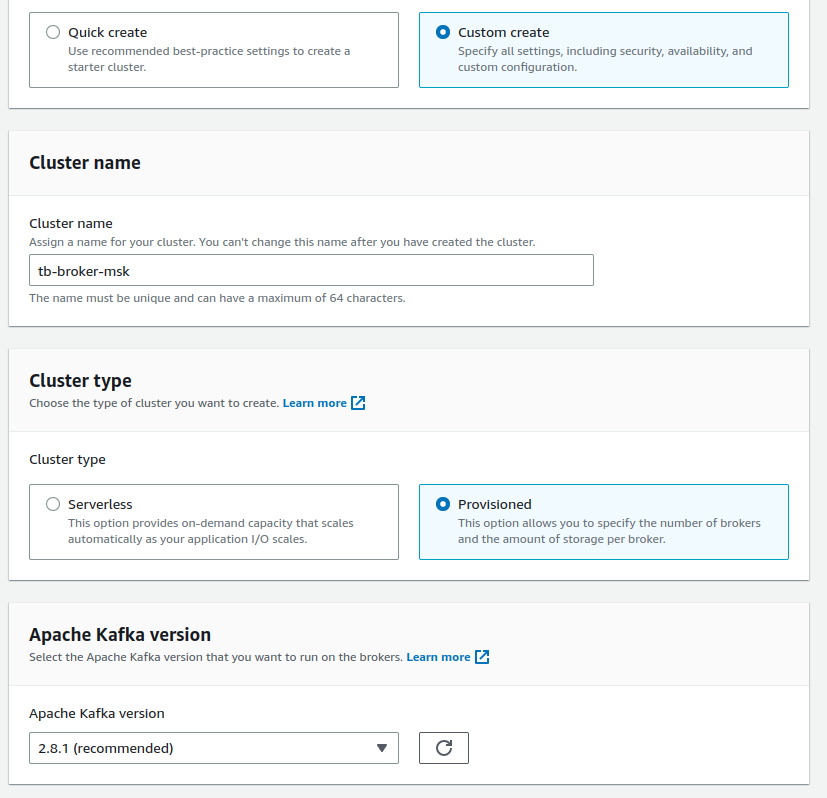 Quick create
Use recommended best-practice settings to create a
starter cluster.
Custom create
Specify all settings, including security, availability, and
custom configuration.
Cluster name
Cluster name
Assign a name for your cluster. You can't change this name after you have created the cluster.
tb-broker-msk
The name must be unique and can have a maximum of 64 characters.
Cluster type
Choose the type of cluster you want to create. Learn more
Cluster type
Serverless
This option provides on-demand capacity that scales
automatically as your application I/O scales.
Provisioned
This option allows you to specify the number of brokers
and the amount of storage per broker.
Apache Kafka version
Select the Apache Kafka version that you want to run on the brokers. Learn more
Apache Kafka version
2.8.1 (recommended)